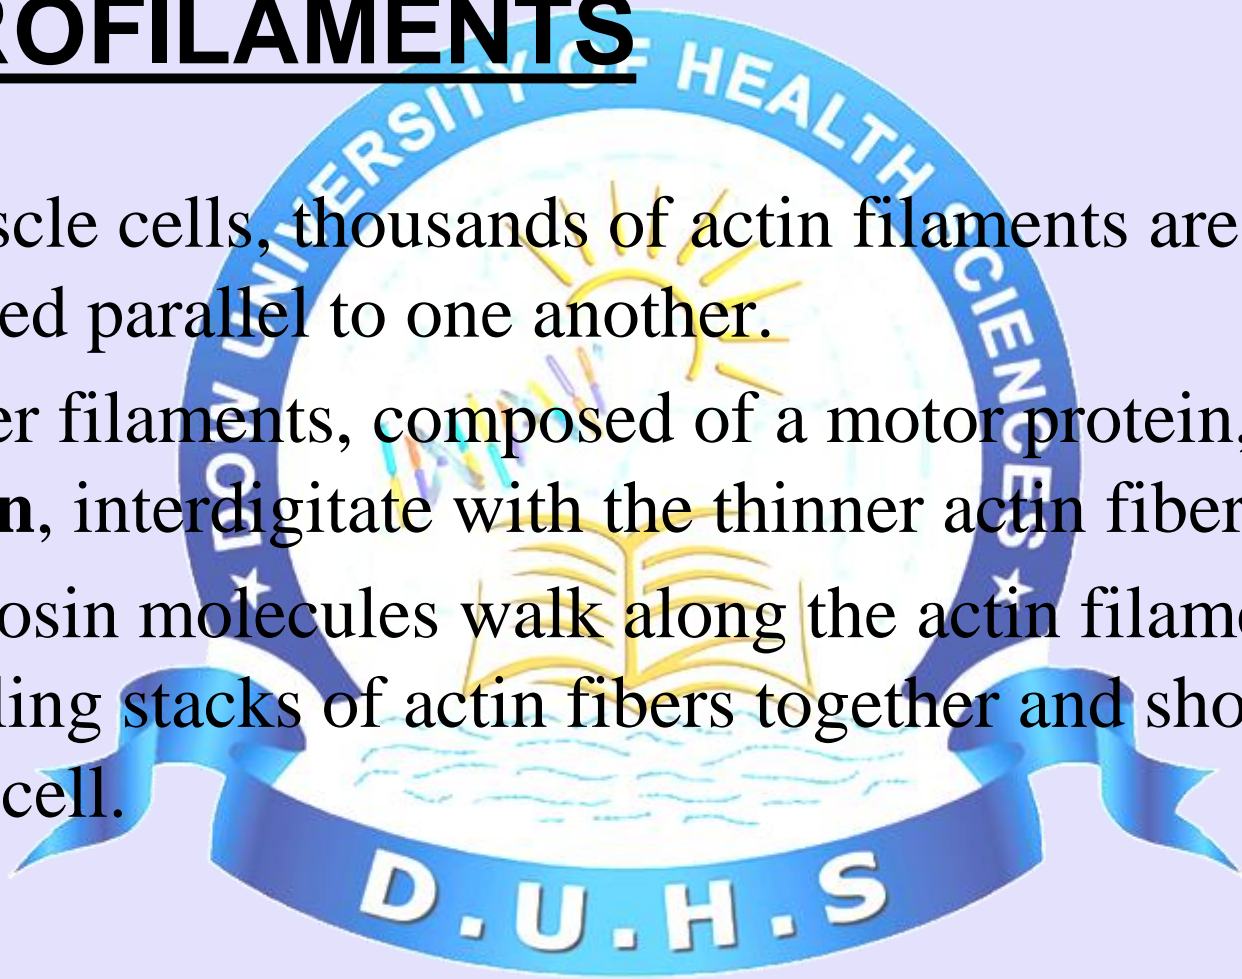 ROFILAMENTS
scle cells, thousands of actin filaments are
ed parallel to one another.
er filaments, composed of a motor protein,
n, interdigitate with the thinner actin fiber
osin molecules walk along the actin filame
ling stacks of actin fibers together and sho
cell.
DOW UNIVERSITY OF HEALTH SCIENCES
D.U.H.S